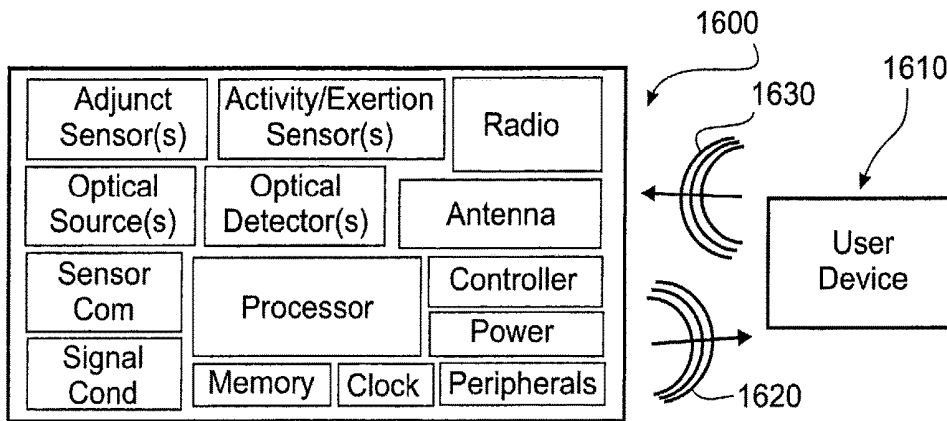 1600
1630
1610
Adjunct
Sensor(s)
Activity/Exertion
Sensor(s)
Radio
Optical
Source(s)
Optical
Detector(s)
Antenna
User
Device
Sensor
Com
Processor
Controller
Power
Signal
Cond
Memory
Clock
Peripherals
1620